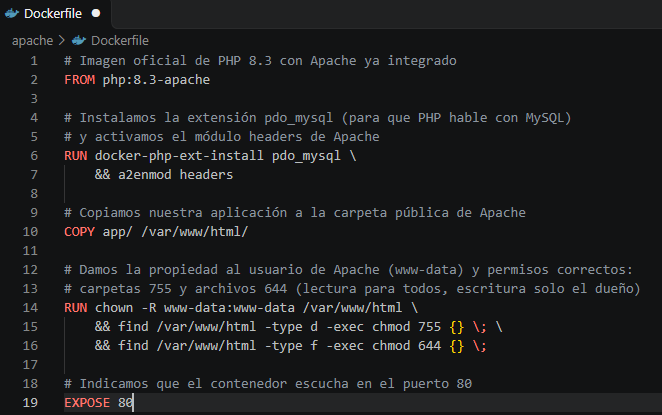 Dockerfile
apache > Dockerfile
1 # Imagen oficial de PHP 8.3 con Apache ya integrado
2 FROM php:8.3-apache
3
4 # Instalamos la extensión pdo_mysql (para que PHP hable con MySQL)
5 # y activamos el módulo headers de Apache
6 RUN docker-php-ext-install pdo_mysql \
7     && a2enmod headers
8
9 # Copiamos nuestra aplicación a la carpeta pública de Apache
10 COPY app/ /var/www/html/
11
12 # Damos la propiedad al usuario de Apache (www-data) y permisos correctos:
13 # carpetas 755 y archivos 644 (lectura para todos, escritura solo el dueño)
14 RUN chown -R www-data:www-data /var/www/html \
15     && find /var/www/html -type d -exec chmod 755 {} \; \
16     && find /var/www/html -type f -exec chmod 644 {} \;
17
18 # Indicamos que el contenedor escucha en el puerto 80
19 EXPOSE 80